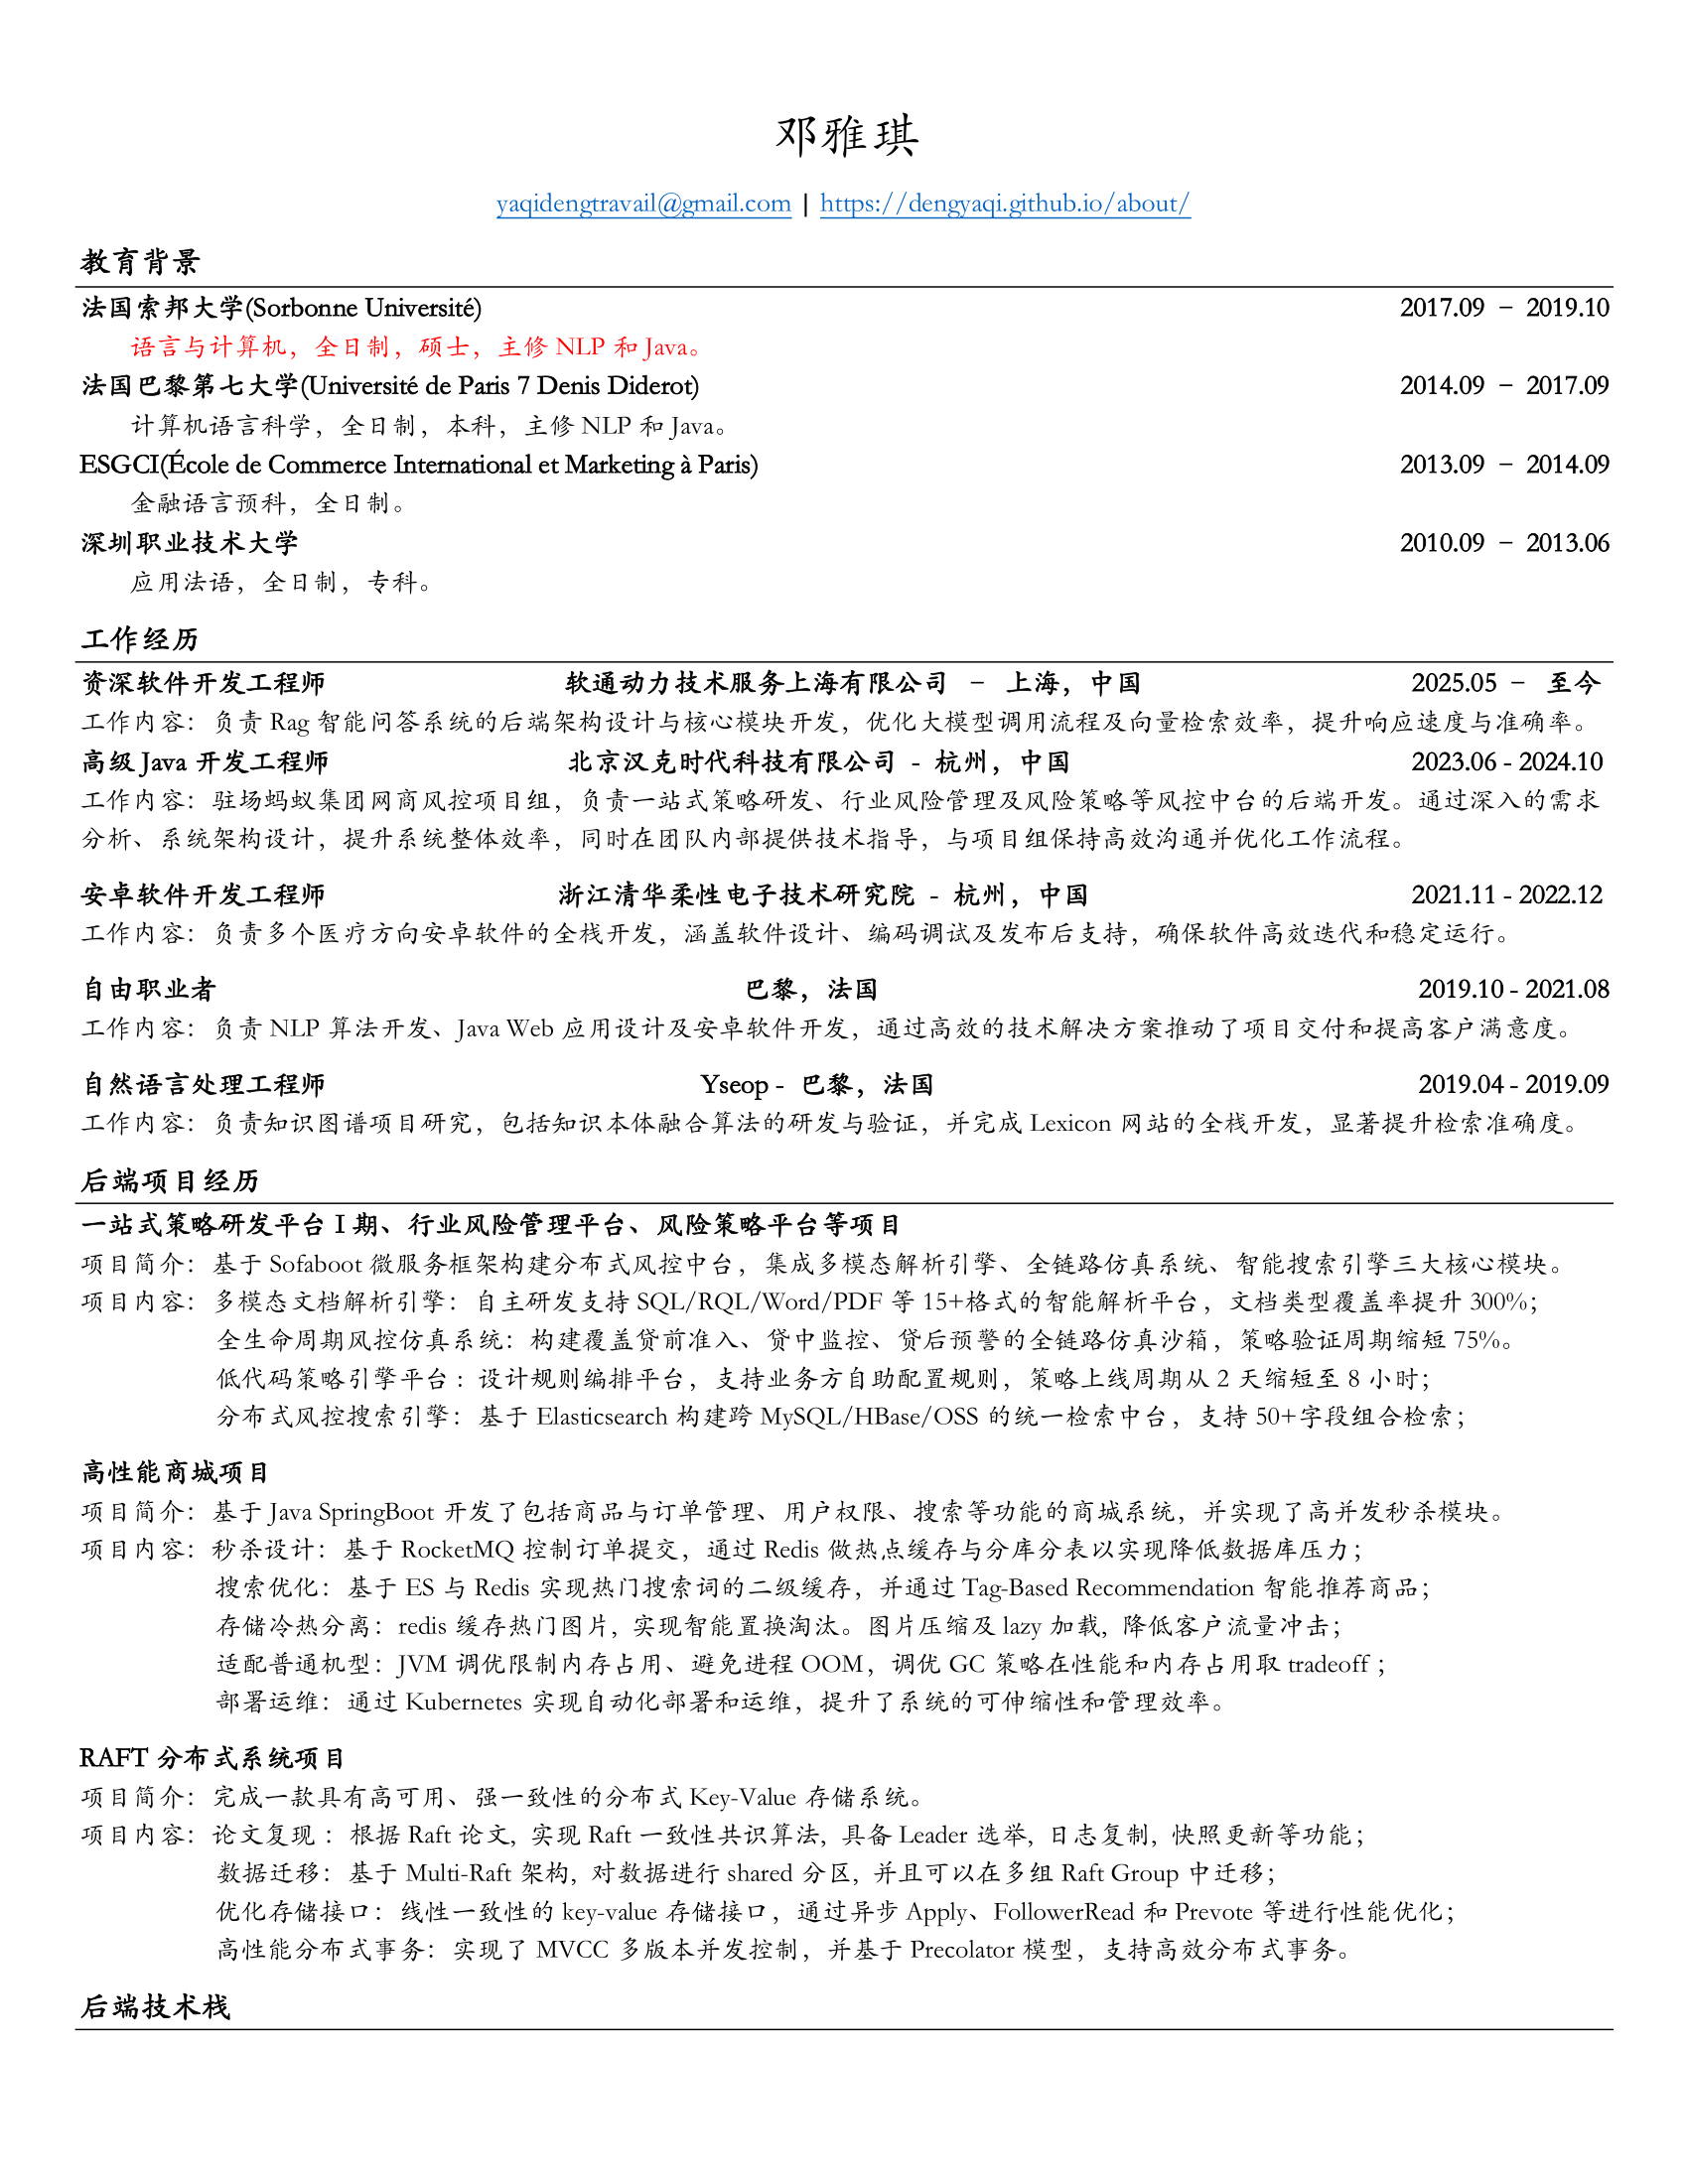 邓雅琪
yaqidengtravail@gmail.com | https://dengyaqi.github.io/about/
教育背景
法国索邦大学(Sorbonne Université) 2017.09 – 2019.10
语言与计算机，全日制，硕士，主修 NLP 和 Java。
法国巴黎第七大学(Université de Paris 7 Denis Diderot) 2014.09 – 2017.09
计算机语言科学，全日制，本科，主修 NLP 和 Java。
ESGCI(École de Commerce International et Marketing à Paris) 2013.09 – 2014.09
金融语言预科，全日制。
深圳职业技术大学 2010.09 – 2013.06
应用法语，全日制，专科。
工作经历
资深软件开发工程师 软通动力技术服务上海有限公司 – 上海，中国 2025.05 – 至今
工作内容：负责 Rag 智能问答系统的后端架构设计与核心模块开发，优化大模型调用流程及向量检索效率，提升响应速度与准确率。
高级 Java 开发工程师 北京汉克时代科技有限公司 - 杭州，中国 2023.06 - 2024.10
工作内容：驻场蚂蚁集团网商风控项目组，负责一站式策略研发、行业风险管理及风险策略等风控中台的后端开发。通过深入的需求
分析、系统架构设计，提升系统整体效率，同时在团队内部提供技术指导，与项目组保持高效沟通并优化工作流程。
安卓软件开发工程师 浙江清华柔性电子技术研究院 - 杭州，中国 2021.11 - 2022.12
工作内容：负责多个医疗方向安卓软件的全栈开发，涵盖软件设计、编码调试及发布后支持，确保软件高效迭代和稳定运行。
自由职业者 巴黎，法国 2019.10 - 2021.08
工作内容：负责 NLP 算法开发、Java Web 应用设计及安卓软件开发，通过高效的技术解决方案推动了项目交付和提高客户满意度。
自然语言处理工程师 Yseop - 巴黎，法国 2019.04 - 2019.09
工作内容：负责知识图谱项目研究，包括知识本体融合算法的研发与验证，并完成 Lexicon 网站的全栈开发，显著提升检索准确度。
后端项目经历
一站式策略研发平台 I 期、行业风险管理平台、风险策略平台等项目
项目简介：基于 Sofaboot 微服务框架构建分布式风控中台，集成多模态解析引擎、全链路仿真系统、智能搜索引擎三大核心模块。
项目内容：多模态文档解析引擎：自主研发支持 SQL/RQL/Word/PDF 等 15+格式的智能解析平台，文档类型覆盖率提升 300%；
全生命周期风控仿真系统：构建覆盖贷前准入、贷中监控、贷后预警的全链路仿真沙箱，策略验证周期缩短 75%。
低代码策略引擎平台：设计规则编排平台，支持业务方自助配置规则，策略上线周期从 2 天缩短至 8 小时；
分布式风控搜索引擎：基于 Elasticsearch 构建跨 MySQL/HBase/OSS 的统一检索中台，支持 50+字段组合检索；
高性能商城项目
项目简介：基于 Java SpringBoot 开发了包括商品与订单管理、用户权限、搜索等功能的商城系统，并实现了高并发秒杀模块。
项目内容：秒杀设计：基于 RocketMQ 控制订单提交，通过 Redis 做热点缓存与分库分表以实现降低数据库压力；
搜索优化：基于 ES 与 Redis 实现热门搜索词的二级缓存，并通过 Tag-Based Recommendation 智能推荐商品；
存储冷热分离：redis 缓存热门图片, 实现智能置换淘汰。图片压缩及 lazy 加载, 降低客户流量冲击；
适配普通机型：JVM 调优限制内存占用、避免进程 OOM，调优 GC 策略在性能和内存占用取 tradeoff；
部署运维：通过 Kubernetes 实现自动化部署和运维，提升了系统的可伸缩性和管理效率。
RAFT 分布式系统项目
项目简介：完成一款具有高可用、强一致性的分布式 Key-Value 存储系统。
项目内容：论文复现：根据 Raft 论文, 实现 Raft 一致性共识算法, 具备 Leader 选举, 日志复制, 快照更新等功能；
数据迁移：基于 Multi-Raft 架构, 对数据进行 shared 分区, 并且可以在多组 Raft Group 中迁移；
优化存储接口：线性一致性的 key-value 存储接口，通过异步 Apply、FollowerRead 和 Prevote 等进行性能优化；
高性能分布式事务：实现了 MVCC 多版本并发控制，并基于 Precolator 模型，支持高效分布式事务。
后端技术栈